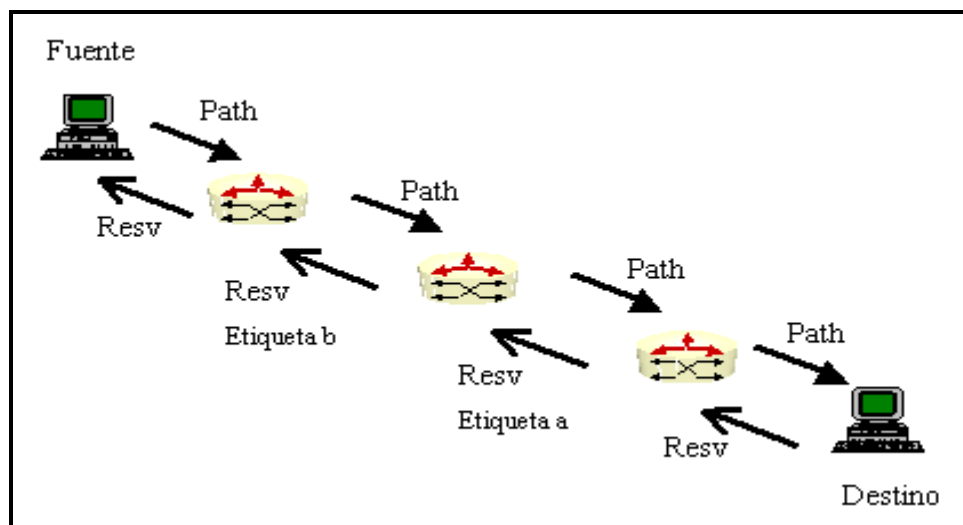 Fuente
Path
Resv
Path
Resv
Etiqueta b
Path
Resv
Etiqueta a
Path
Resv
Destino